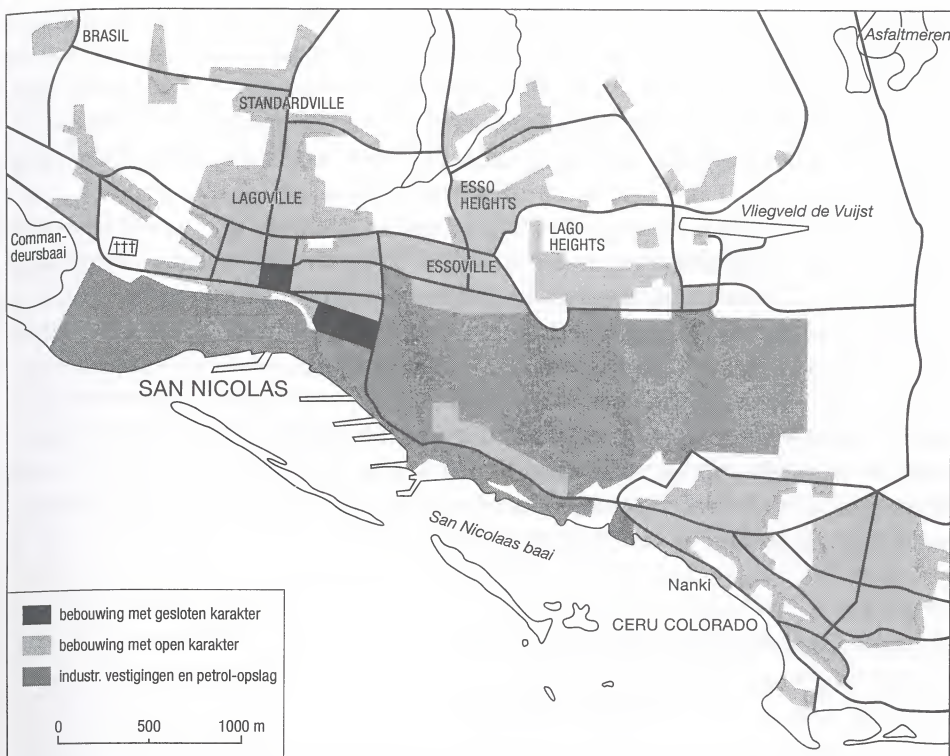 BRASIL
Asfaltmeren
STANDARDVILLE
LAGOVILLE
ESSO
HEIGHTS
Vliegveld de Vuijst
Comman-
deursbaai
LAGO
HEIGHTS
ESSOVILLE
SAN NICOLAS
San Nicolaas baai
Nanki
CERU COLORADO
bebouwing met gesloten karakter
bebouwing met open karakter
industr. vestigingen en petrol-opslag
0 500 1000 m